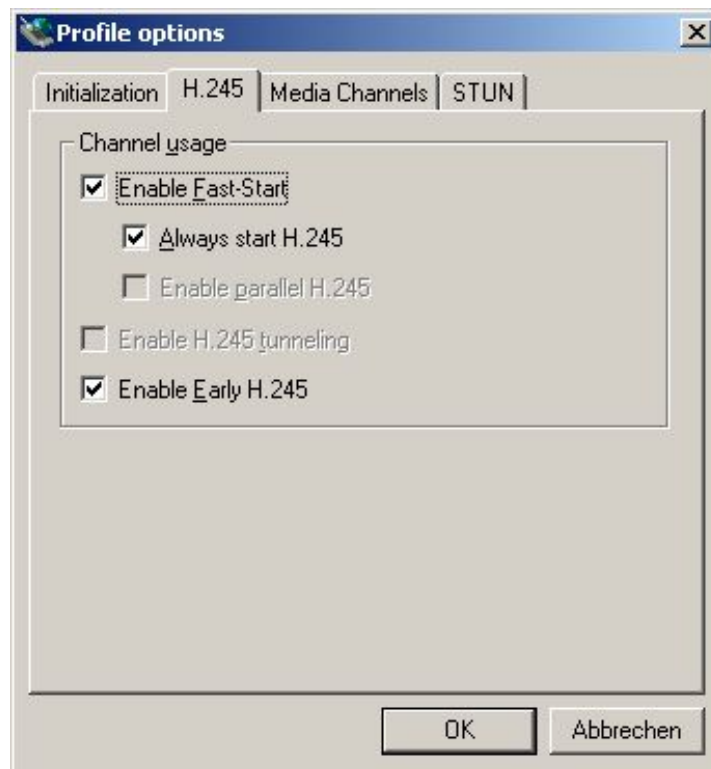 Profile options
Initialization H.245 Media Channels STUN
Channel usage
Enable Fast-Start
Always start H.245
Enable parallel H.245
Enable H.245 tunneling
Enable Early H.245
OK Abbrechen